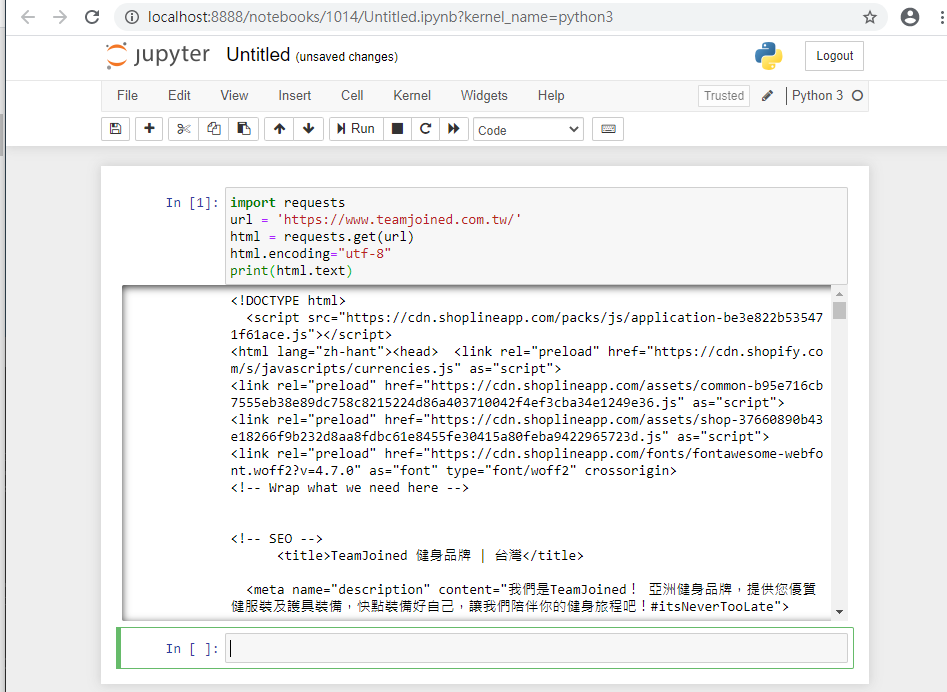 localhost:8888/notebooks/1014/Untitled.ipynb?kernel_name=python3
jupyter Untitled (unsaved changes)
Logout
File Edit View Insert Cell Kernel Widgets Help
Trusted Python 3
Run Code
In [1]:
import requests
url = 'https://www.teamjoined.com.tw/'
html = requests.get(url)
html.encoding="utf-8"
print(html.text)
<!DOCTYPE html>
<script src="https://cdn.shoplineapp.com/packs/js/application-be3e822b53547
1f61ace.js"></script>
<html lang="zh-hant"><head> <link rel="preload" href="https://cdn.shopify.co
m/s/javascripts/currencies.js" as="script">
<link rel="preload" href="https://cdn.shoplineapp.com/assets/common-b95e716cb
7555eb38e89dc758c8215224d86a403710042f4ef3cba34e1249e36.js" as="script">
<link rel="preload" href="https://cdn.shoplineapp.com/assets/shop-37660890b43
e18266f9b232d8aa8fdbc61e8455fe30415a80feba9422965723d.js" as="script">
<link rel="preload" href="https://cdn.shoplineapp.com/fonts/fontawesome-webfo
nt.woff2?v=4.7.0" as="font" type="font/woff2" crossorigin>
<!-- Wrap what we need here -->
<!-- SEO -->
<title>TeamJoined 健身品牌 | 台灣</title>
<meta name="description" content="我們是TeamJoined！ 亞洲健身品牌，提供您優質
健服裝及護具裝備，快點裝備好自己，讓我們陪伴你的健身旅程吧！#itsNeverTooLate">
In [ ]: